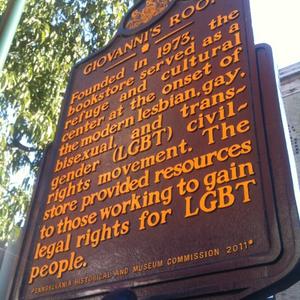 GIOVANNI'S ROOM
Founded in 1973, the
bookstore served as a
refuge and cultural
center at the onset of
the modern lesbian, gay,
bisexual, and trans-
gender (LGBT) civil-
rights movement. The
store provided resources
to those working to gain
legal rights for LGBT
people.
PENNSYLVANIA HISTORICAL AND MUSEUM COMMISSION 2011